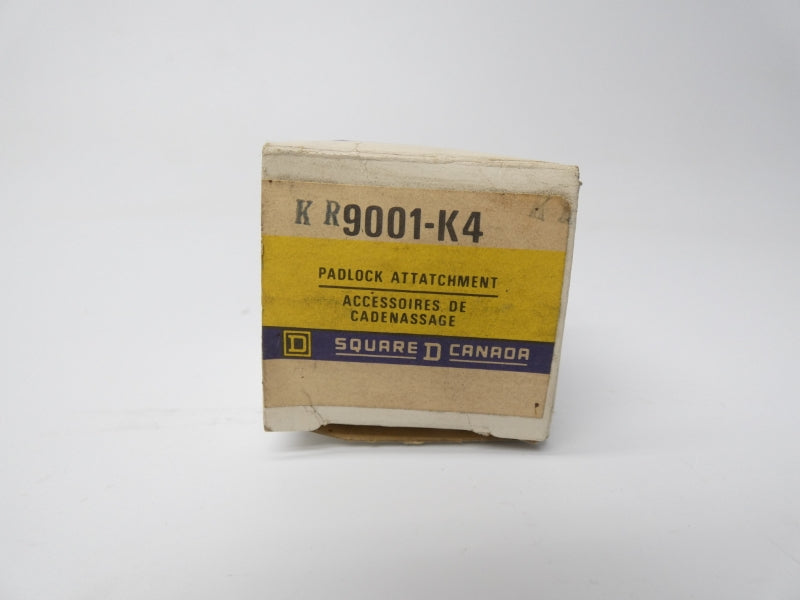 K R9001-K4
PADLOCK ATTATCHMENT
ACCESSOIRES DE
CADENASSAGE
D SQUARE D CANADA